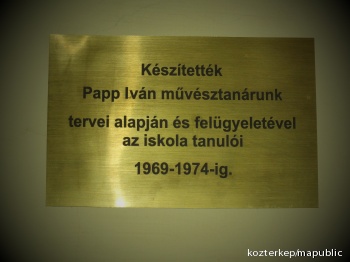 Készítették
Papp Iván művésztanárunk
tervei alapján és felügyeletével
az iskola tanulói
1969-1974-ig.
kozterkep/mapublic